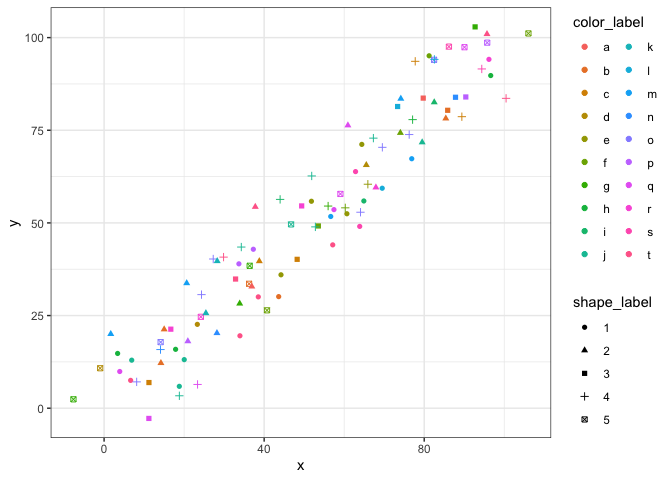 100
75
50
25
0
y
0 40 80
x
color_label
a k
b l
c m
d n
e o
f p
g q
h r
i s
j t
shape_label
1
2
3
4
5